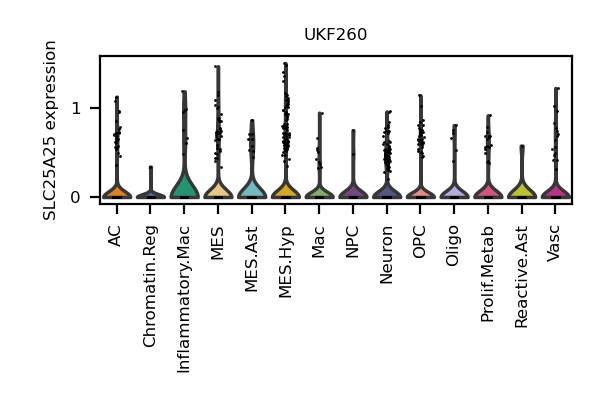 UKF260
SLC25A25 expression
1
0
AC
Chromatin.Reg
Inflammatory.Mac
MES
MES.Ast
MES.Hyp
Mac
NPC
Neuron
OPC
Oligo
Prolif.Metab
Reactive.Ast
Vasc